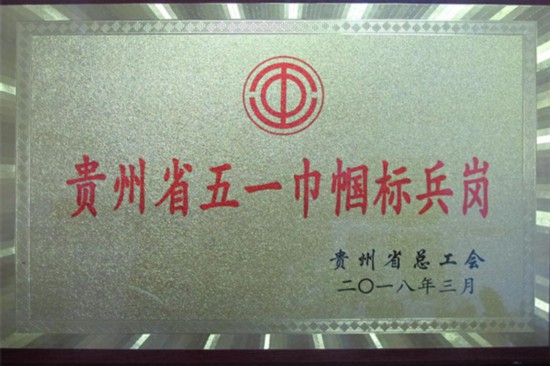 贵州省五一巾帼标兵岗
贵州省总工会
二〇一八年三月